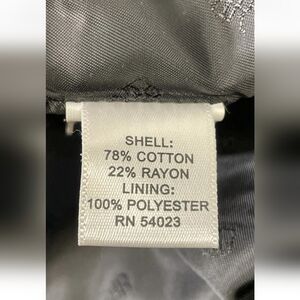 SHELL:
78% COTTON
22% RAYON
LINING:
100% POLYESTER
RN 54023